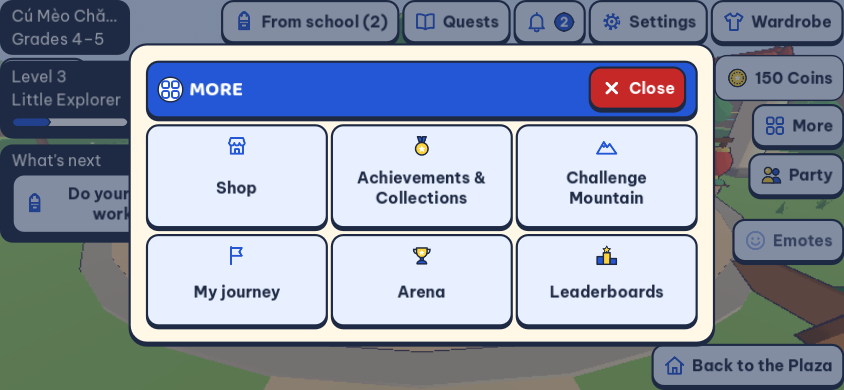 Cú Mèo Chă...
Grades 4–5
From school (2)
Quests
2
Settings
Wardrobe
Level 3
Little Explorer
150 Coins
More
Party
Emotes
What's next
Do your
work
MORE
Close
Shop
Achievements &
Collections
Challenge
Mountain
My journey
Arena
Leaderboards
Back to the Plaza